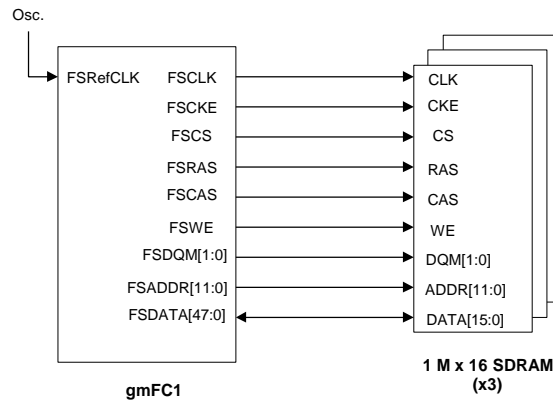 Osc.
FSRefCLK FSCLK CLK
FSCKE CKE
FSCS CS
FSRAS RAS
FSCAS CAS
FSWE WE
FSDQM[1:0] DQM[1:0]
FSADDR[11:0] ADDR[11:0]
FSDATA[47:0] DATA[15:0]
gmFC1
1 M x 16 SDRAM
(x3)